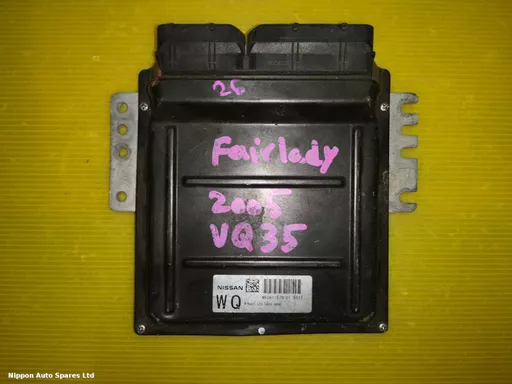 26
Fairlady
2005
VQ35
NISSAN
WQ
Nippon Auto Spares Ltd